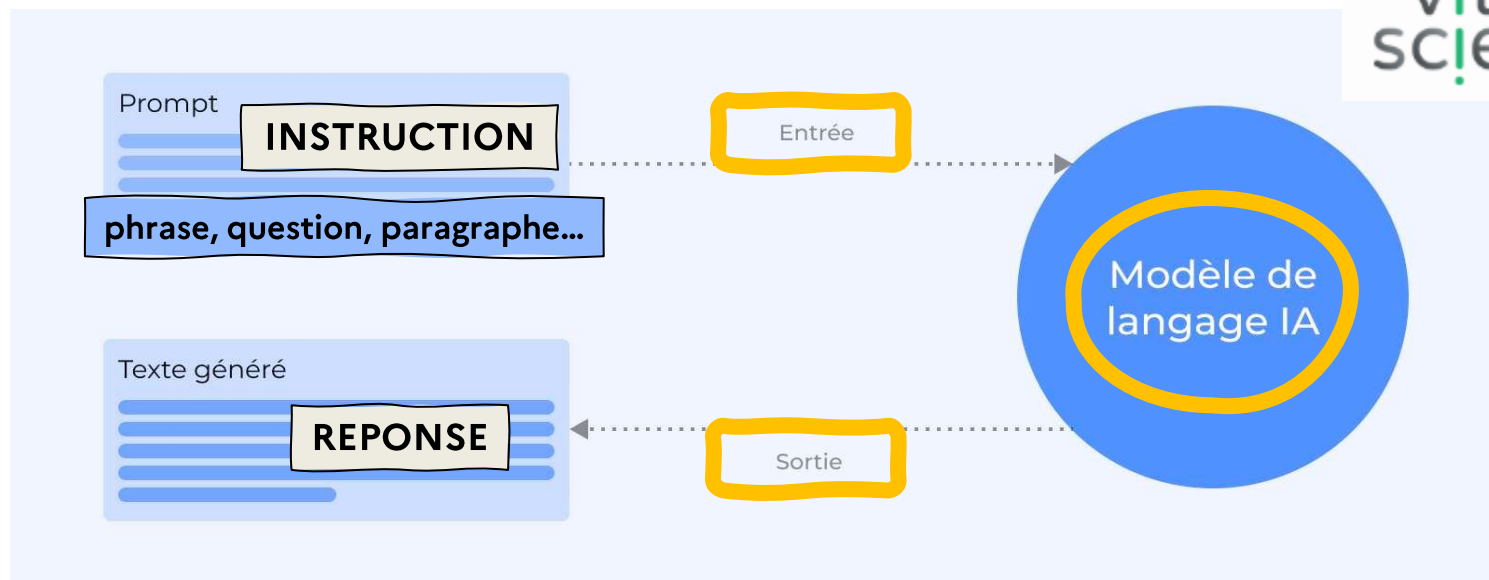 Prompt
INSTRUCTION
phrase, question, paragraphe...
Entrée
Modèle de
langage IA
Texte généré
REPONSE
Sortie